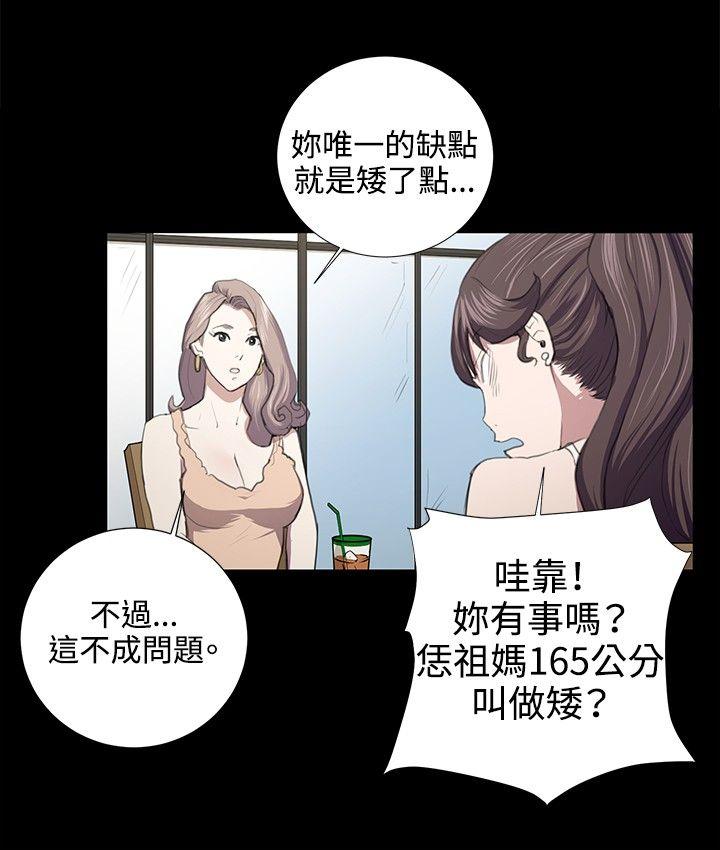 妳唯一的缺點
就是矮了點...
不過...
這不成問題。
哇靠！
妳有事嗎？
恁祖媽165公分
叫做矮？